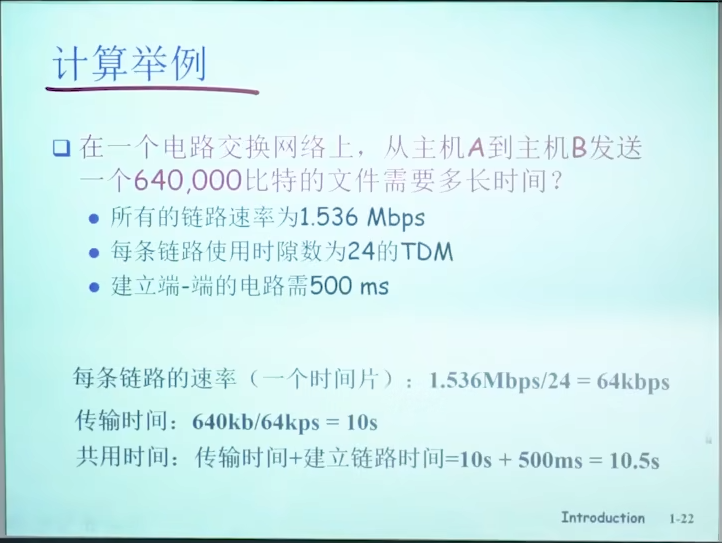 计算举例
在一个电路交换网络上，从主机A到主机B发送
一个640,000比特的文件需要多长时间？
所有的链路速率为1.536 Mbps
每条链路使用时隙数为24的TDM
建立端-端的电路需500 ms
每条链路的速率（一个时间片）：1.536Mbps/24 = 64kbps
传输时间：640kb/64kps = 10s
共用时间：传输时间+建立链路时间=10s + 500ms = 10.5s
Introduction 1-22